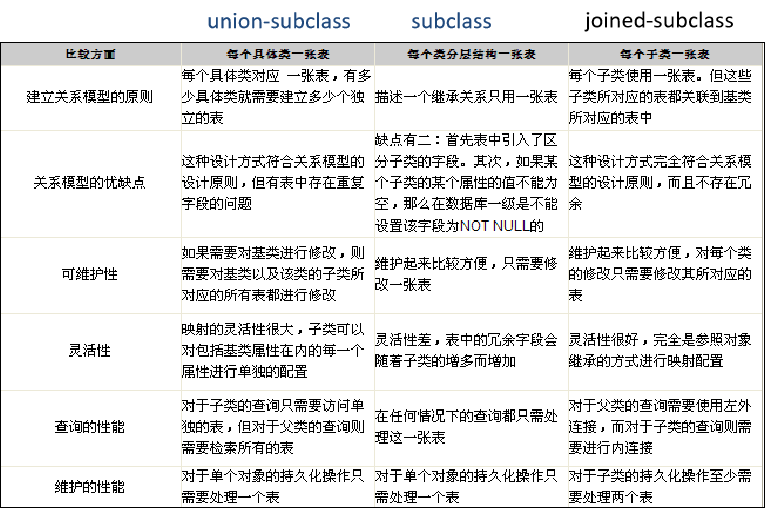 union-subclass
subclass
joined-subclass
比较方面
每个具体类一张表
每个类分层结构一张表
每个子类一张表
建立关系模型的原则
每个具体类对应 一张表，有多
少具体类就需要建立多少个独
立的表
描述一个继承关系只用一张表
每个子类使用一张表。但这些
子类所对应的表都关联到基类
所对应的表中
关系模型的优缺点
这种设计方式符合关系模型的
设计原则，但有表中存在重复
字段的问题
缺点有二：首先表中引入了区
分子类的字段。其次，如果某
个子类的某个属性的值不能为
空，那么在数据库一级是不能
设置该字段为NOT NULL的
这种设计方式完全符合关系模
型的设计原则，而且不存在冗
余
可维护性
如果需要对基类进行修改，则
需要对基类以及该类的子类所
对应的所有表都进行修改
维护起来比较方便，只需要修
改一张表
维护起来比较方便，对每个类
的修改只需要修改其所对应的
表
灵活性
映射的灵活性很大，子类可以
对包括基类属性在内的每一个
属性进行单独的配置
灵活性差，表中的冗余字段会
随着子类的增多而增加
灵活性很好，完全是参照对象
继承的方式进行映射配置
查询的性能
对于子类的查询只需要访问单
独的表，但对于父类的查询则
需要检索所有的表
在任何情况下的查询都只需处
理这一张表
对于父类的查询需要使用左外
连接，而对于子类的查询则需
要进行内连接
维护的性能
对于单个对象的持久化操作只
需要处理一个表
对于单个对象的持久化操作只
需处理一个表
对于子类的持久化操作至少需
要处理两个表